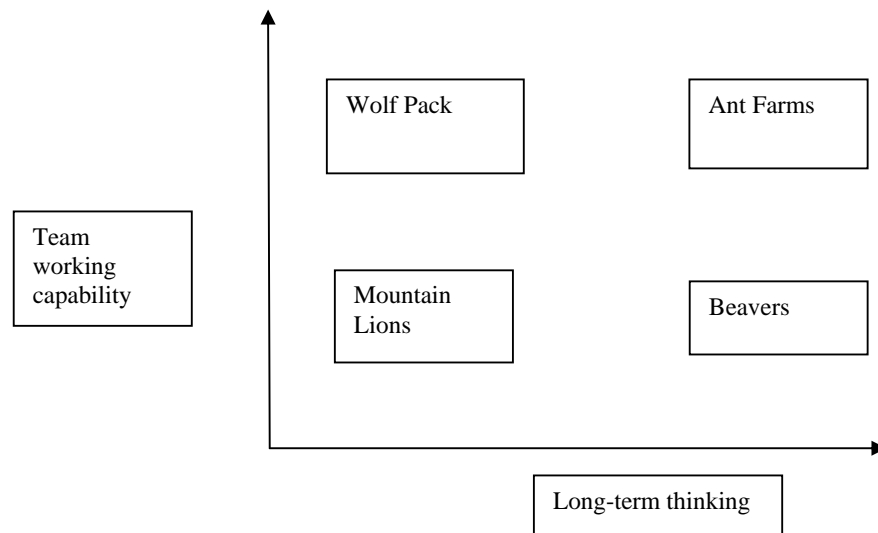 Wolf Pack
Ant Farms
Team
working
capability
Mountain
Lions
Beavers
Long-term thinking